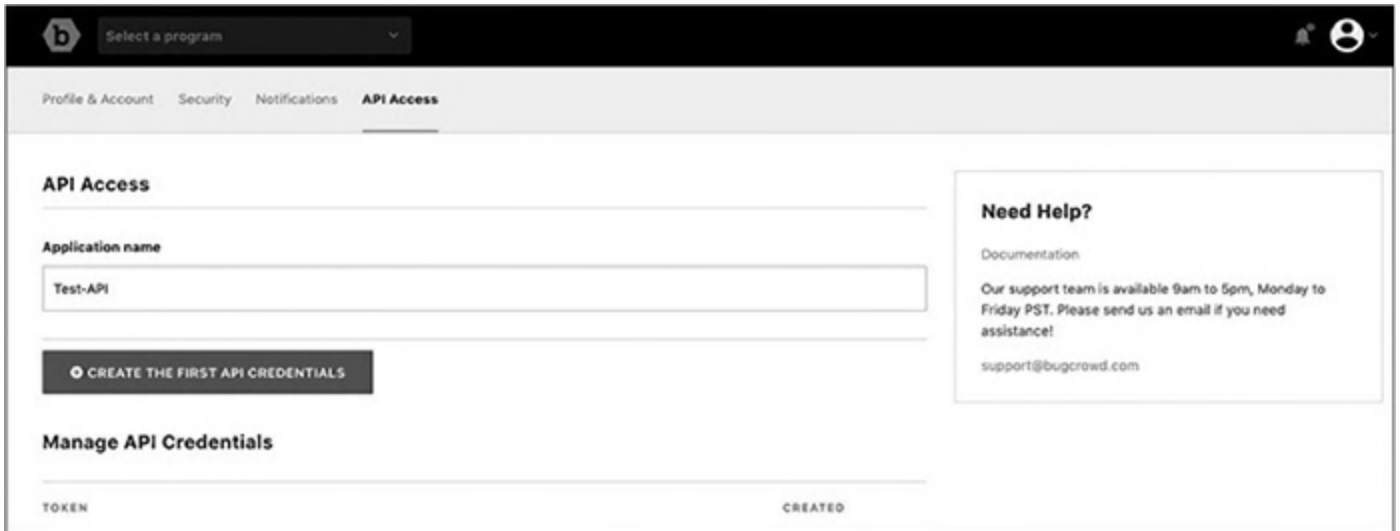 b
Select a program
Profile & Account Security Notifications API Access
API Access
Application name
Test-API
CREATE THE FIRST API CREDENTIALS
Manage API Credentials
TOKEN CREATED
Need Help?
Documentation
Our support team is available 9am to 5pm, Monday to
Friday PST. Please send us an email if you need
assistance!
support@bugcrowd.com